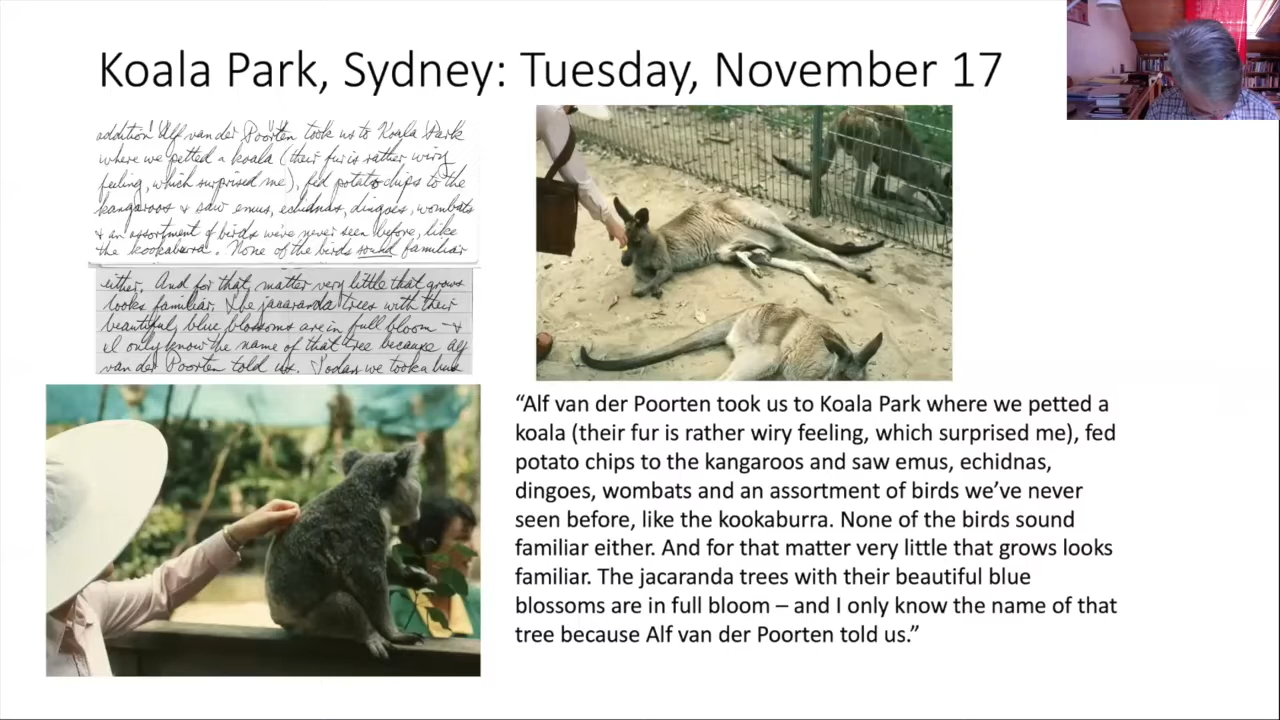 Koala Park, Sydney: Tuesday, November 17
addition! Alf van der Poorten took us to Koala Park
where we petted a koala (their fur is rather wiry
feeling, which surprised me), fed potato chips to the
kangaroos & saw emus, echidnas, dingoes, wombats
& an assortment of birds we've never seen before, like
the kookaburra. None of the birds sound familiar
either. And for that matter very little that grows
looks familiar. The jacaranda trees with their
beautiful blue blossoms are in full bloom – &
I only know the name of that tree because Alf
van der Poorten told us. Today we took a
“Alf van der Poorten took us to Koala Park where we petted a
koala (their fur is rather wiry feeling, which surprised me), fed
potato chips to the kangaroos and saw emus, echidnas,
dingoes, wombats and an assortment of birds we’ve never
seen before, like the kookaburra. None of the birds sound
familiar either. And for that matter very little that grows looks
familiar. The jacaranda trees with their beautiful blue
blossoms are in full bloom – and I only know the name of that
tree because Alf van der Poorten told us.”